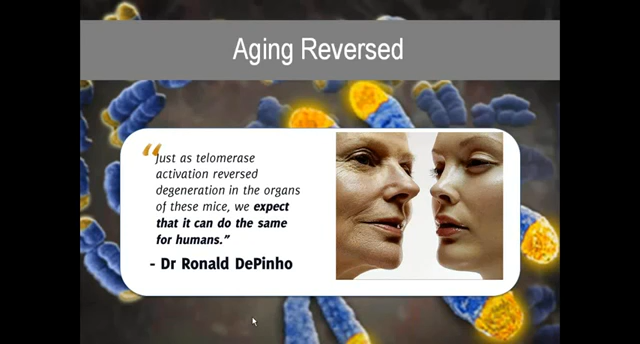 Aging Reversed
“Just as telomerase
activation reversed
degeneration in the organs
of these mice, we expect
that it can do the same
for humans.”
- Dr Ronald DePinho